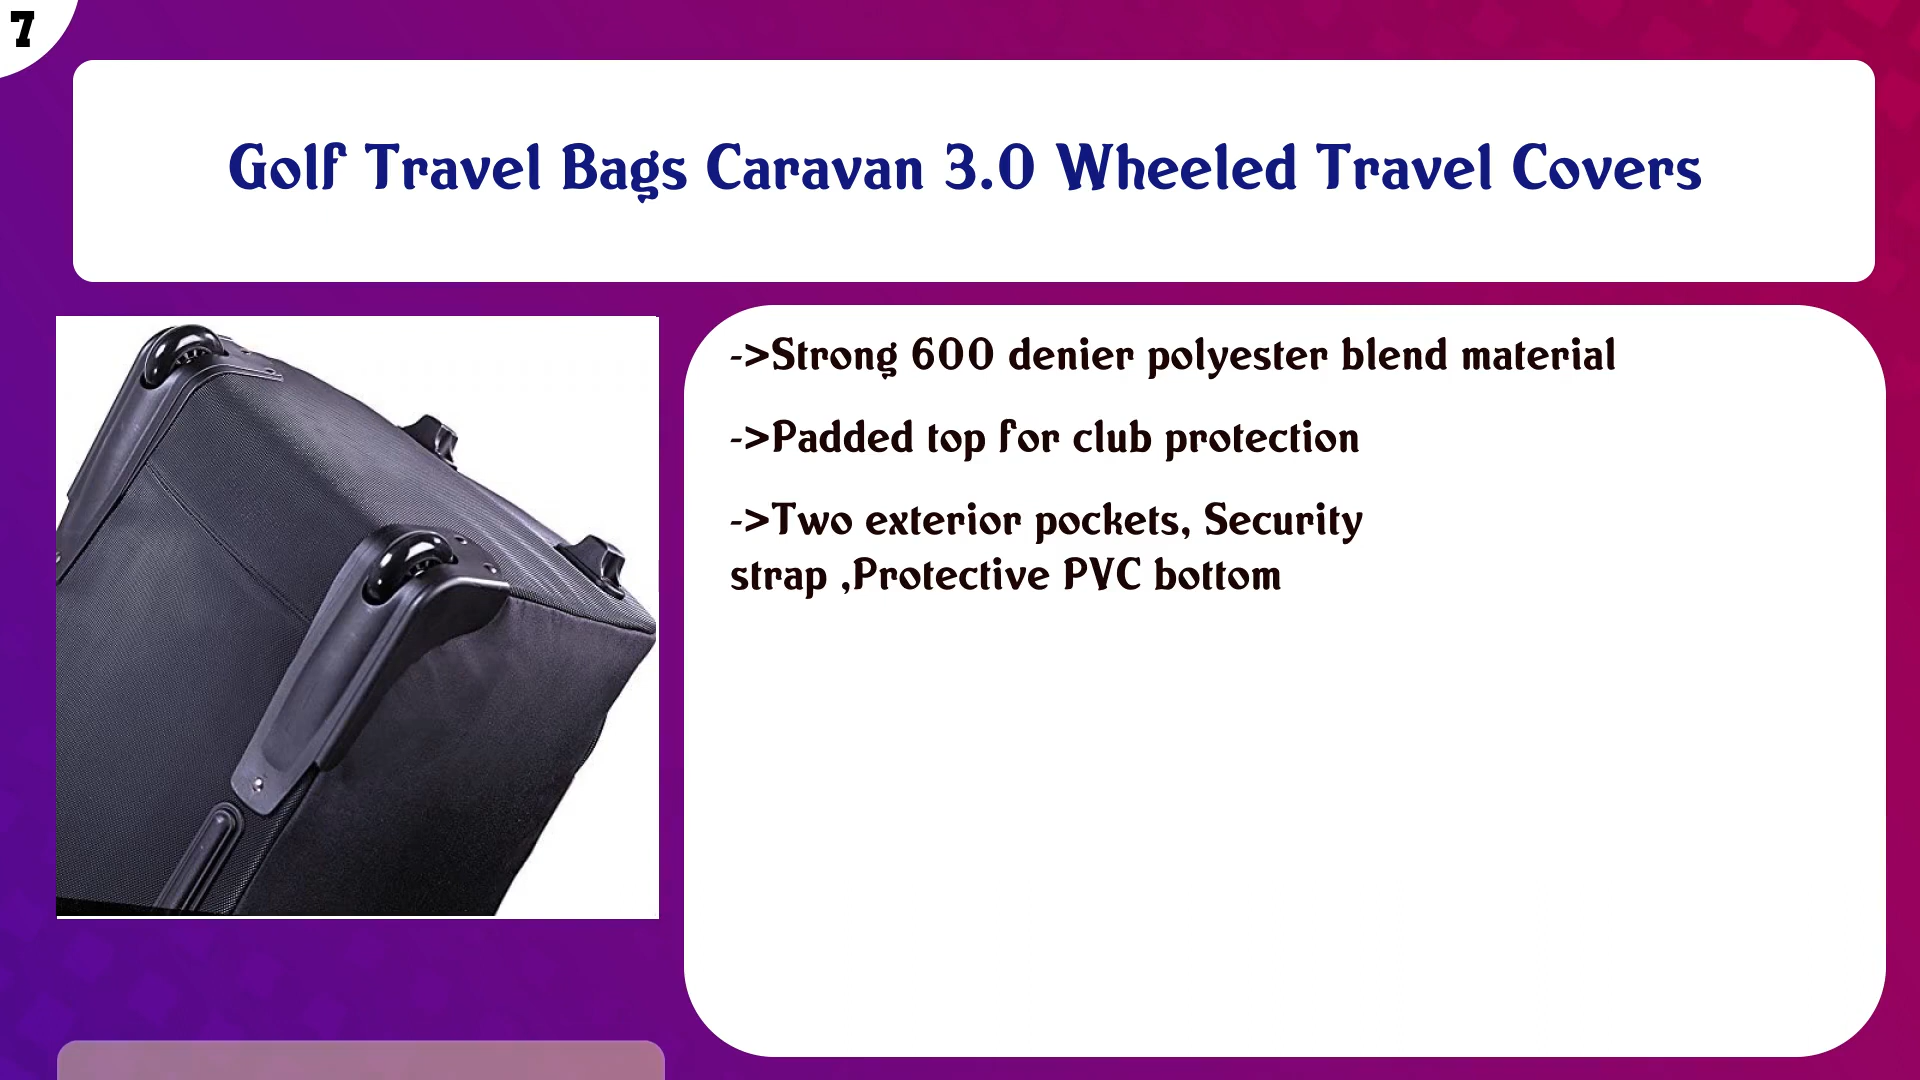 7
Golf Travel Bags Caravan 3.0 Wheeled Travel Covers
->Strong 600 denier polyester blend material
->Padded top for club protection
->Two exterior pockets, Security
strap ,Protective PVC bottom